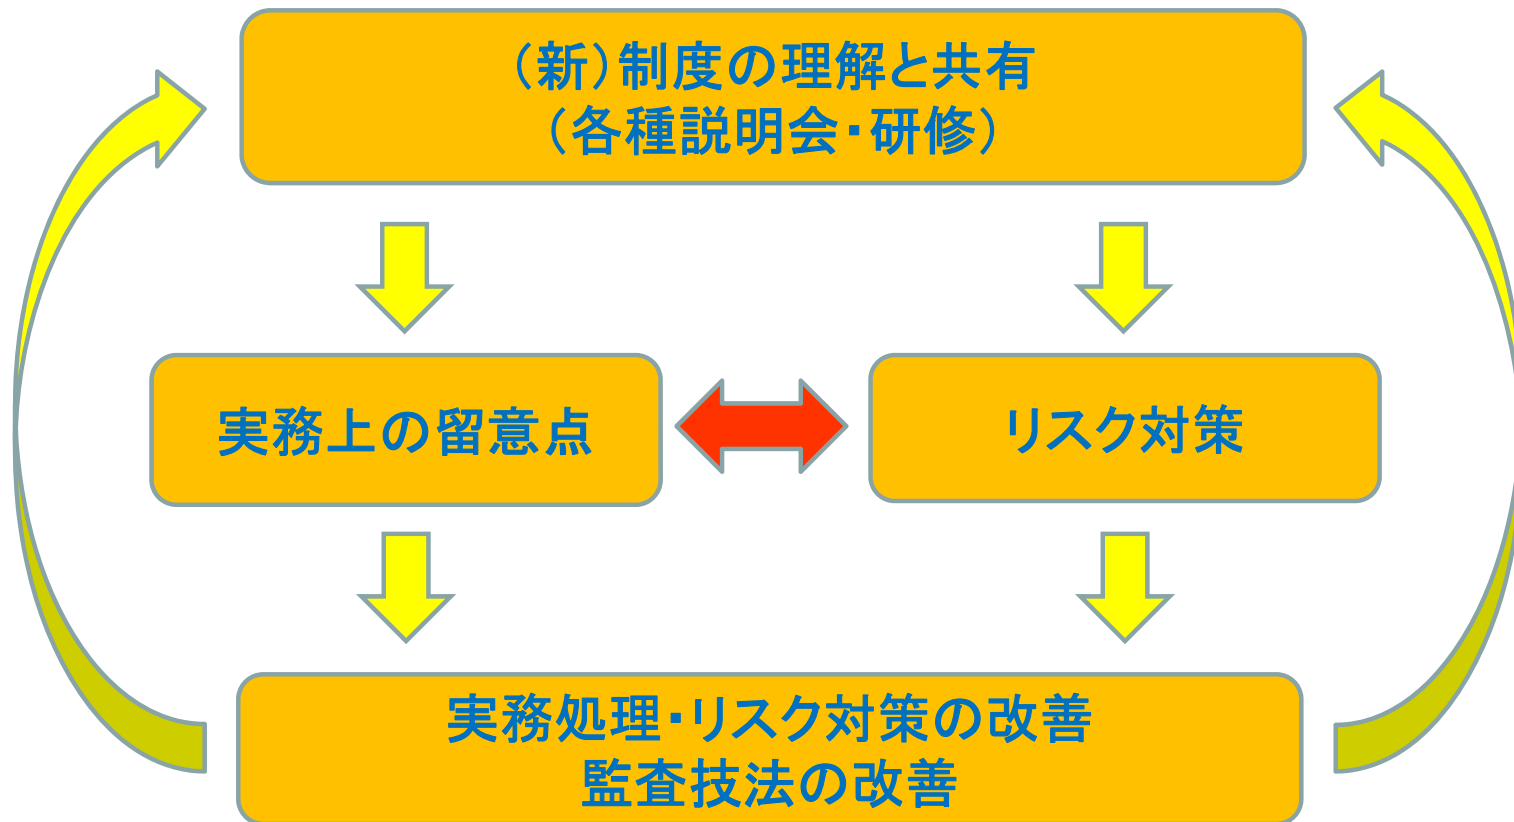 （新）制度の理解と共有
（各種説明会・研修）
実務上の留意点
リスク対策
実務処理・リスク対策の改善
監査技法の改善